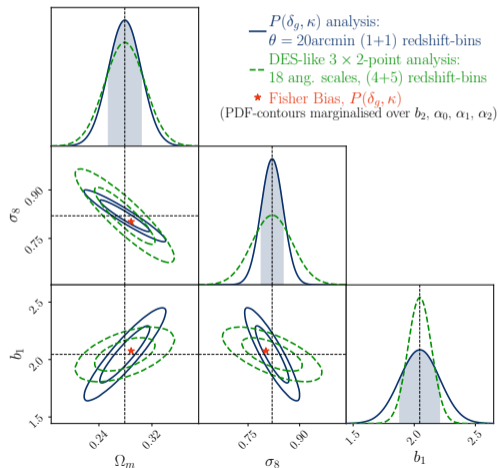 P(δg, κ) analysis:
θ = 20arcmin (1+1) redshift-bins
DES-like 3 × 2-point analysis:
18 ang. scales, (4+5) redshift-bins
Fisher Bias, P(δg, κ)
(PDF-contours marginalised over b2, α0, α1, α2)
σ8
0.90
0.75
b1
2.5
2.0
1.5
0.24
0.32
Ωm
0.75
0.90
σ8
1.5
2.0
2.5
b1